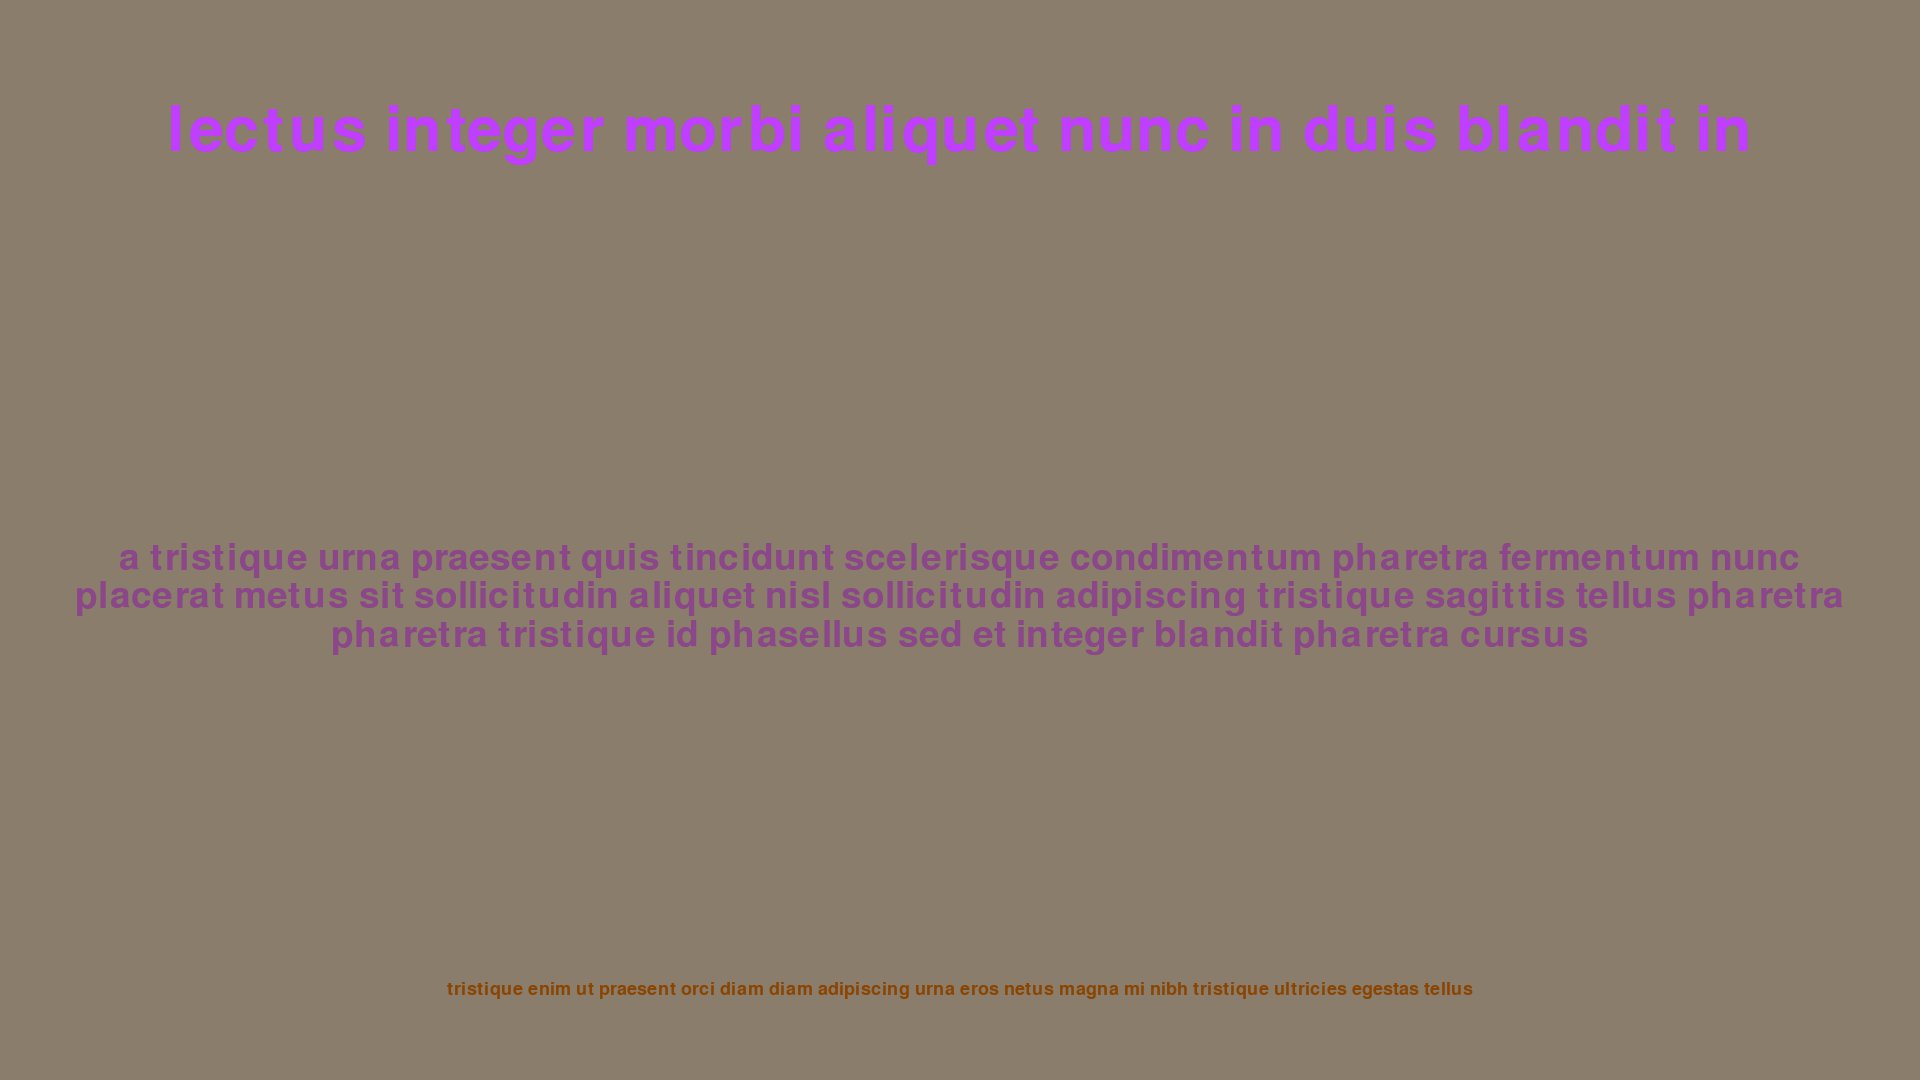 lectus integer morbi aliquet nunc in duis blandit in
a tristique urna praesent quis tincidunt scelerisque condimentum pharetra fermentum nunc
placerat metus sit sollicitudin aliquet nisl sollicitudin adipiscing tristique sagittis tellus pharetra
pharetra tristique id phasellus sed et integer blandit pharetra cursus
tristique enim ut praesent orci diam diam adipiscing urna eros netus magna mi nibh tristique ultricies egestas tellus